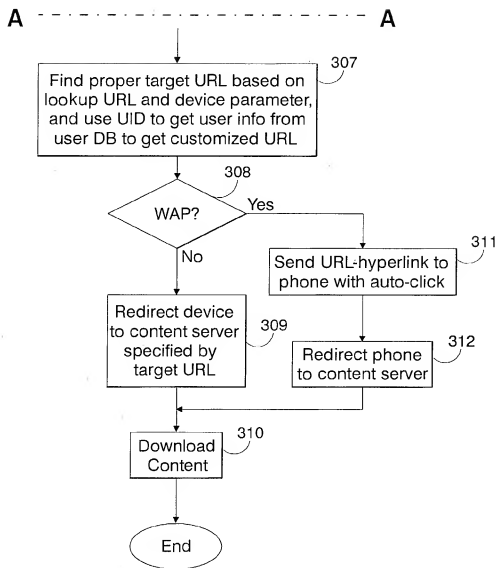 A A
307
Find proper target URL based on
lookup URL and device parameter,
and use UID to get user info from
user DB to get customized URL
308
WAP?
Yes
No
311
Send URL-hyperlink to
phone with auto-click
Redirect device
to content server
specified by
target URL
309
312
Redirect phone
to content server
310
Download
Content
End